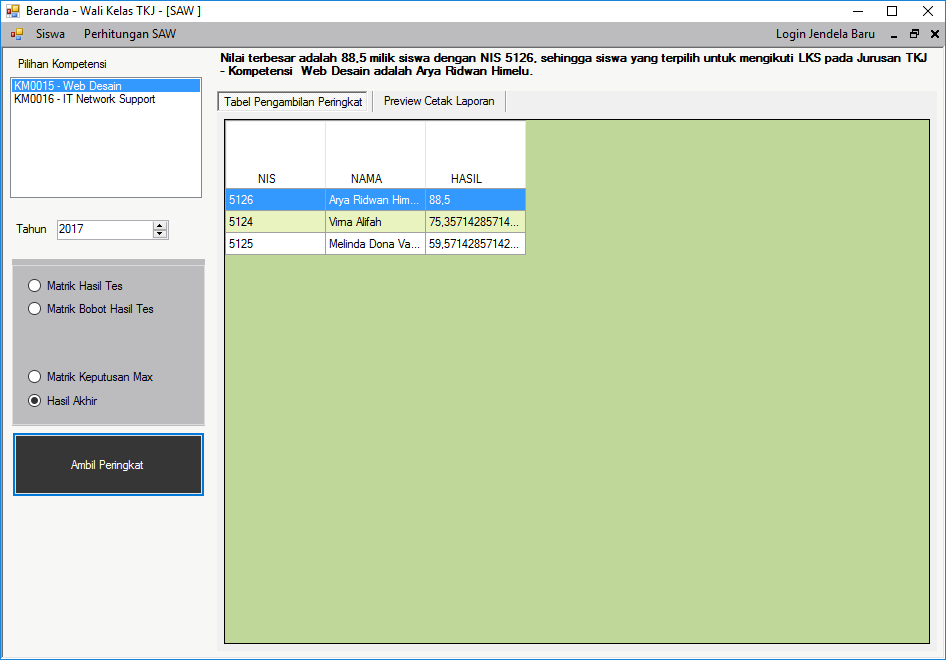 Beranda - Wali Kelas TKJ - [SAW ]
Siswa Perhitungan SAW Login Jendela Baru
Pilihan Kompetensi
KM0015 - Web Desain
KM0016 - IT Network Support
Tahun 2017
Matrik Hasil Tes
Matrik Bobot Hasil Tes
Matrik Keputusan Max
Hasil Akhir
Ambil Peringkat
Nilai terbesar adalah 88,5 milik siswa dengan NIS 5126, sehingga siswa yang terpilih untuk mengikuti LKS pada Jurusan TKJ
- Kompetensi Web Desain adalah Arya Ridwan Himelu.
Tabel Pengambilan Peringkat Preview Cetak Laporan
NIS NAMA HASIL
5126 Arya Ridwan Him... 88,5
5124 Virna Alifah 75,35714285714...
5125 Melinda Dona Va... 59,57142857142...